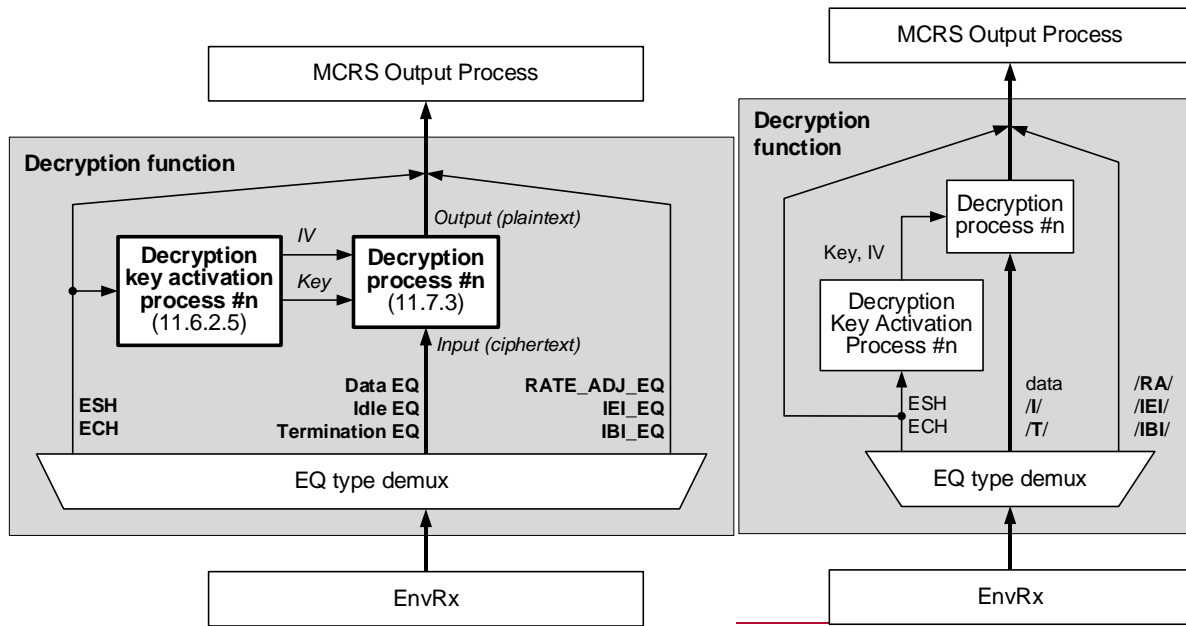 MCRS Output Process
Decryption function
Output (plaintext)
IV
Key
Decryption
key activation
process #n
(11.6.2.5)
Decryption
process #n
(11.7.3)
Input (ciphertext)
ESH
ECH
Data EQ
Idle EQ
Termination EQ
RATE_ADJ_EQ
IEI_EQ
IBI_EQ
EQ type demux
EnvRx
MCRS Output Process
Decryption
function
Decryption
process #n
Key, IV
Decryption
Key Activation
Process #n
ESH
ECH
data
/I/
/T/
/RA/
/IEI/
/IBI/
EQ type demux
EnvRx